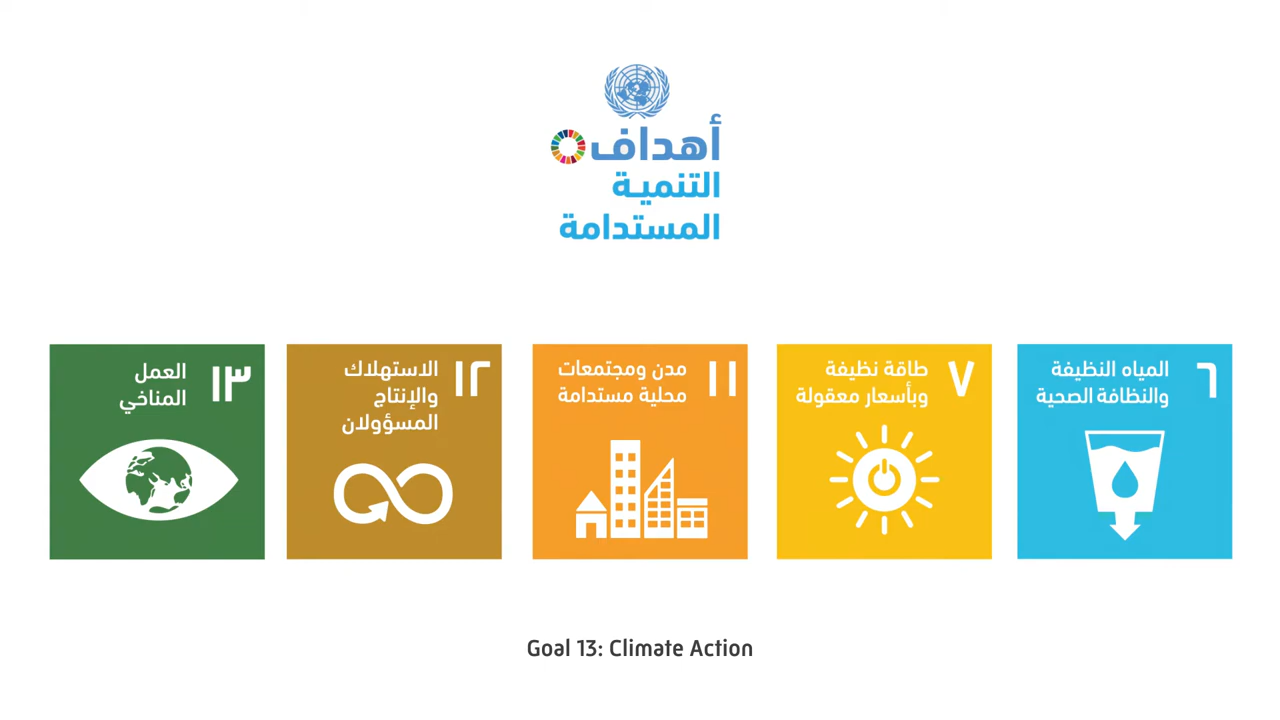 أهداف
التنمية
المستدامة
٦
المياه النظيفة
والنظافة الصحية
٧
طاقة نظيفة
وبأسعار معقولة
١١
مدن ومجتمعات
محلية مستدامة
١٢
الاستهلاك
والإنتاج
المسؤولان
١٣
العمل
المناخي
Goal 13: Climate Action